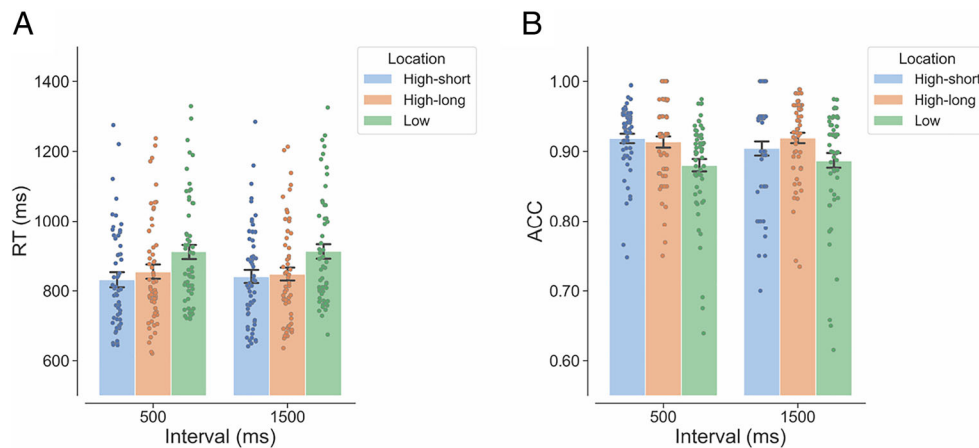 A
Location
High-short
High-long
Low
1400
1200
1000
800
600
RT (ms)
500
1500
Interval (ms)
B
Location
High-short
High-long
Low
1.00
0.90
0.80
0.70
0.60
ACC
500
1500
Interval (ms)